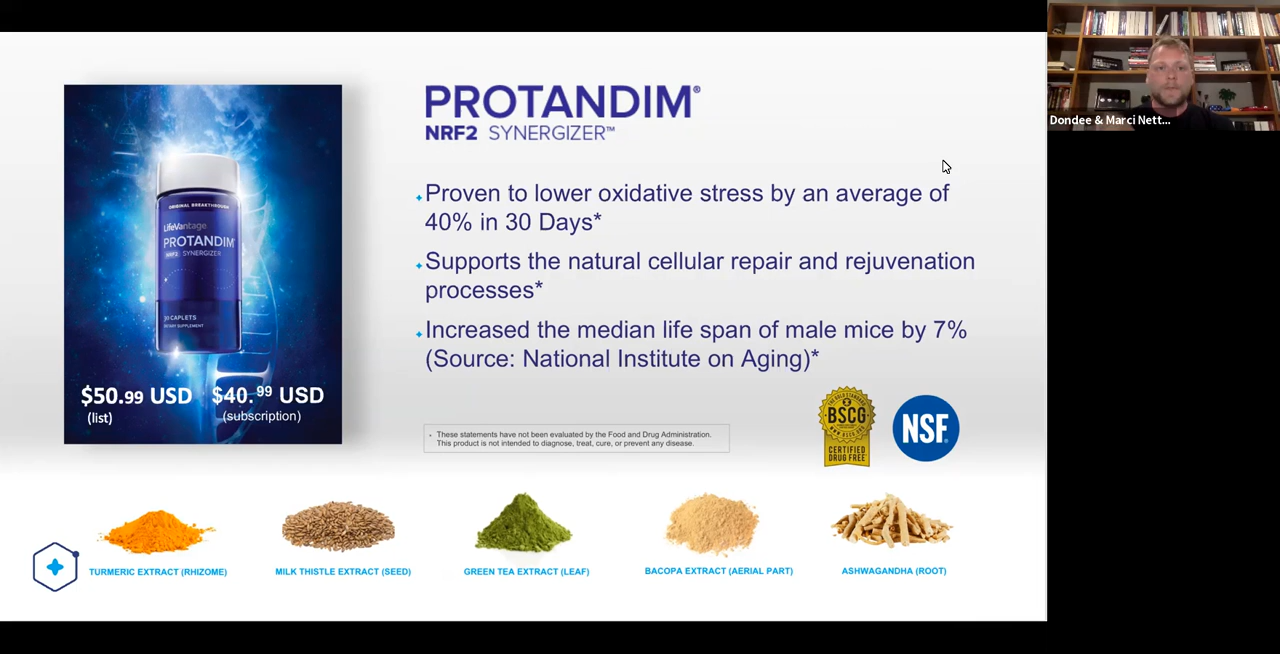 PROTANDIM®
NRF2 SYNERGIZER™
Proven to lower oxidative stress by an average of
40% in 30 Days*
Supports the natural cellular repair and rejuvenation
processes*
Increased the median life span of male mice by 7%
(Source: National Institute on Aging)*
ORIGINAL BREAKTHROUGH
LifeVantage
PROTANDIM
NRF2 SYNERGIZER
30 CAPLETS
DIETARY SUPPLEMENT
$50.99 USD $40.99 USD
(list) (subscription)
These statements have not been evaluated by the Food and Drug Administration.
This product is not intended to diagnose, treat, cure, or prevent any disease.
BSCG
CERTIFIED
DRUG FREE
NSF
TURMERIC EXTRACT (RHIZOME) MILK THISTLE EXTRACT (SEED) GREEN TEA EXTRACT (LEAF) BACOPA EXTRACT (AERIAL PART) ASHWAGANDHA (ROOT)
Dondee & Marci Nett...